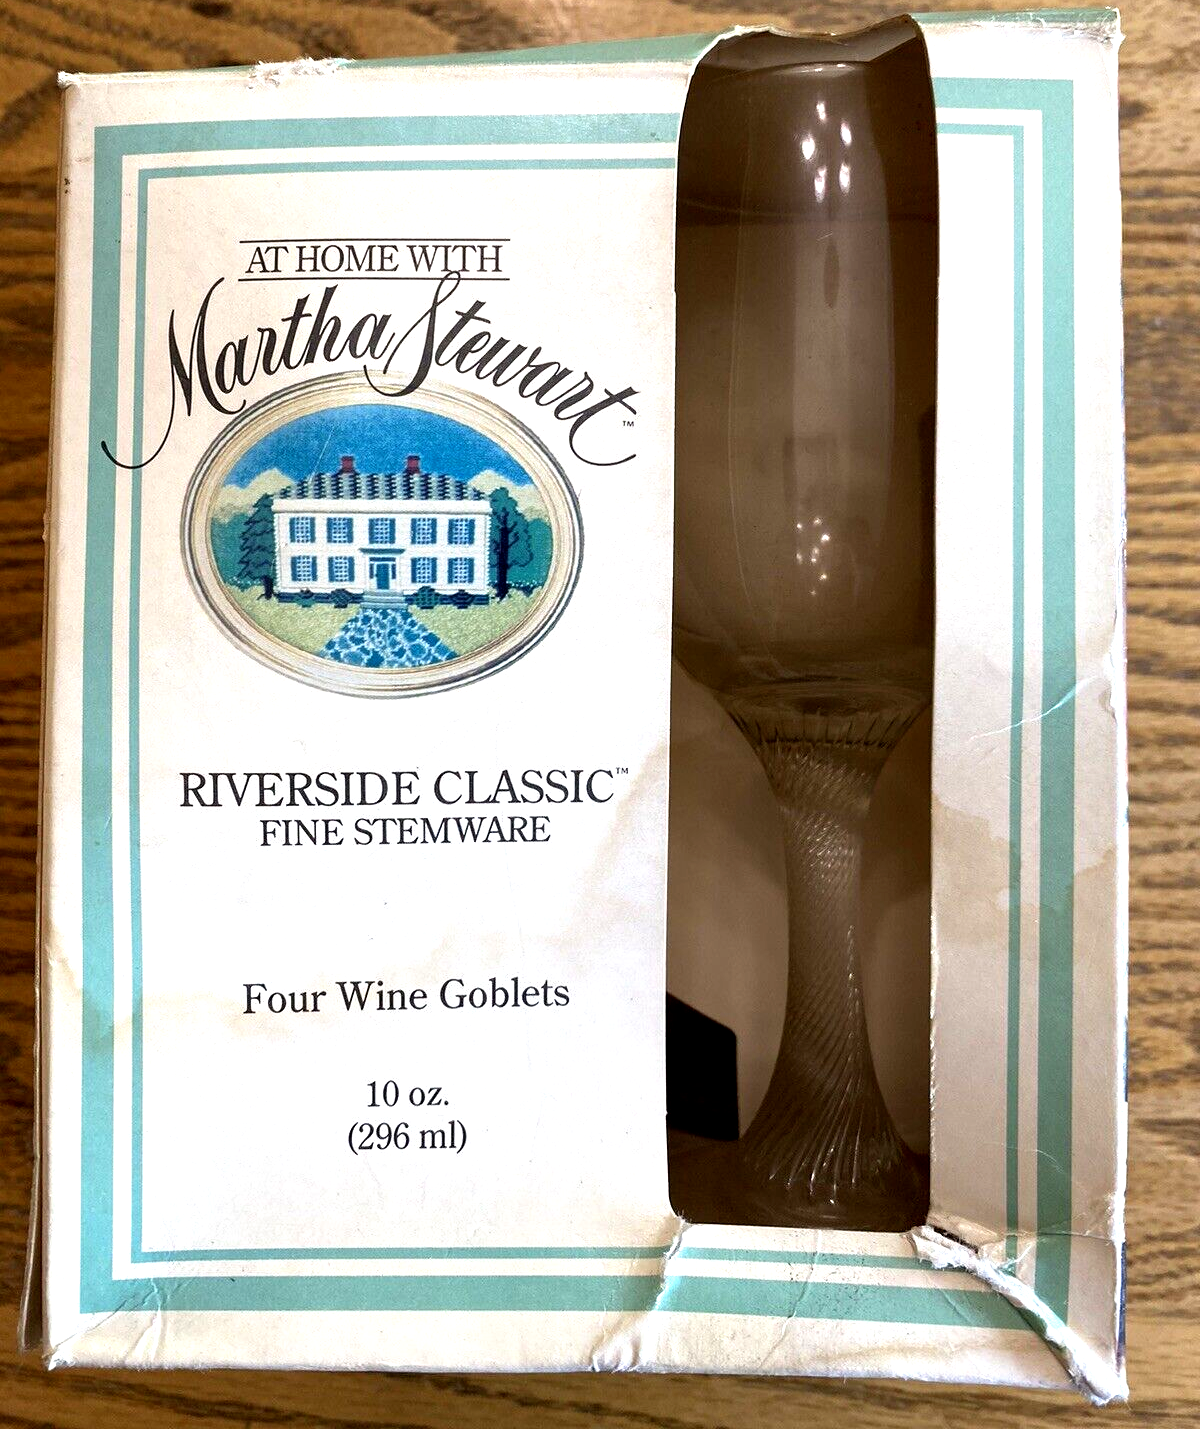 AT HOME WITH
Martha Stewart™
RIVERSIDE CLASSIC™
FINE STEMWARE
Four Wine Goblets
10 oz.
(296 ml)